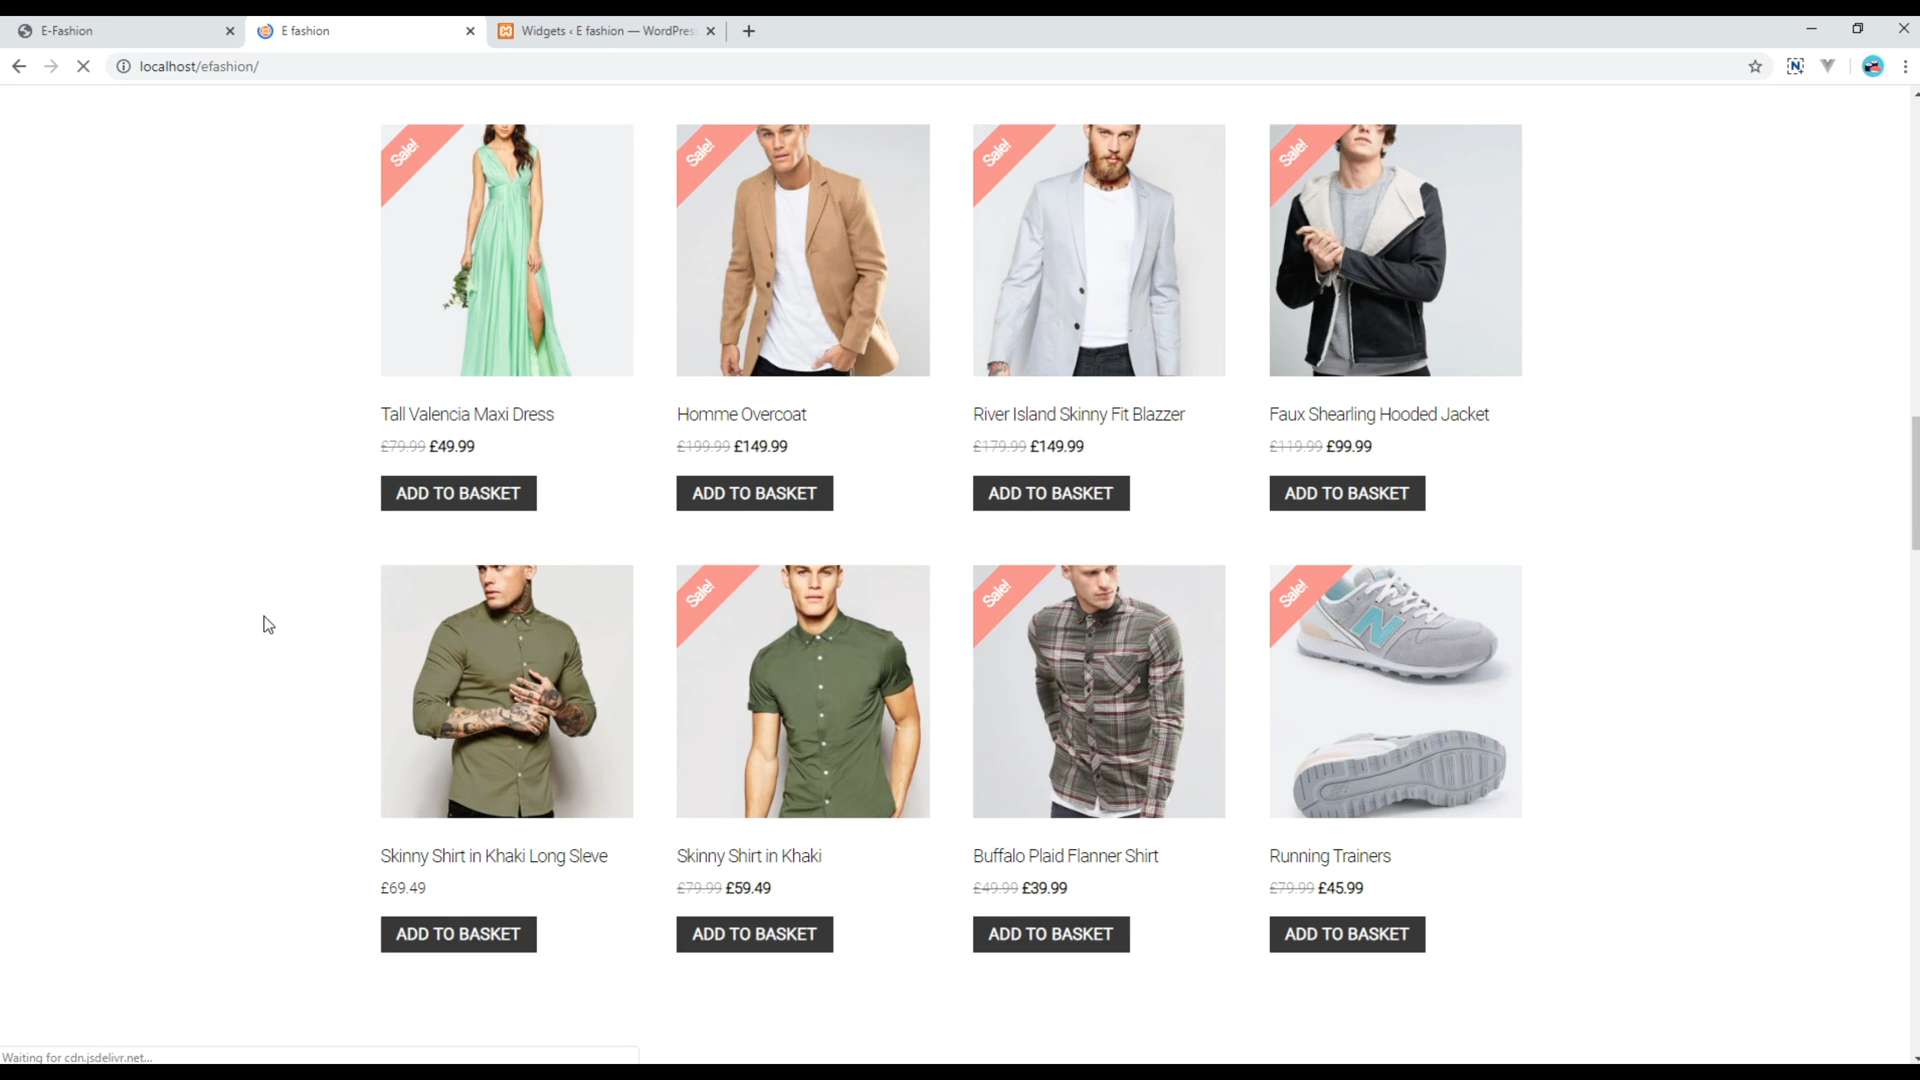 E-Fashion
E fashion
Widgets ‹ E fashion — WordPres
localhost/efashion/
Sale!
Sale!
Sale!
Sale!
Tall Valencia Maxi Dress
Homme Overcoat
River Island Skinny Fit Blazzer
Faux Shearling Hooded Jacket
£79.99 £49.99
£199.99 £149.99
£179.99 £149.99
£119.99 £99.99
ADD TO BASKET
ADD TO BASKET
ADD TO BASKET
ADD TO BASKET
Sale!
Sale!
Sale!
N
Skinny Shirt in Khaki Long Sleve
Skinny Shirt in Khaki
Buffalo Plaid Flanner Shirt
Running Trainers
£69.49
£79.99 £59.49
£49.99 £39.99
£79.99 £45.99
ADD TO BASKET
ADD TO BASKET
ADD TO BASKET
ADD TO BASKET
Waiting for cdn.jsdelivr.net...